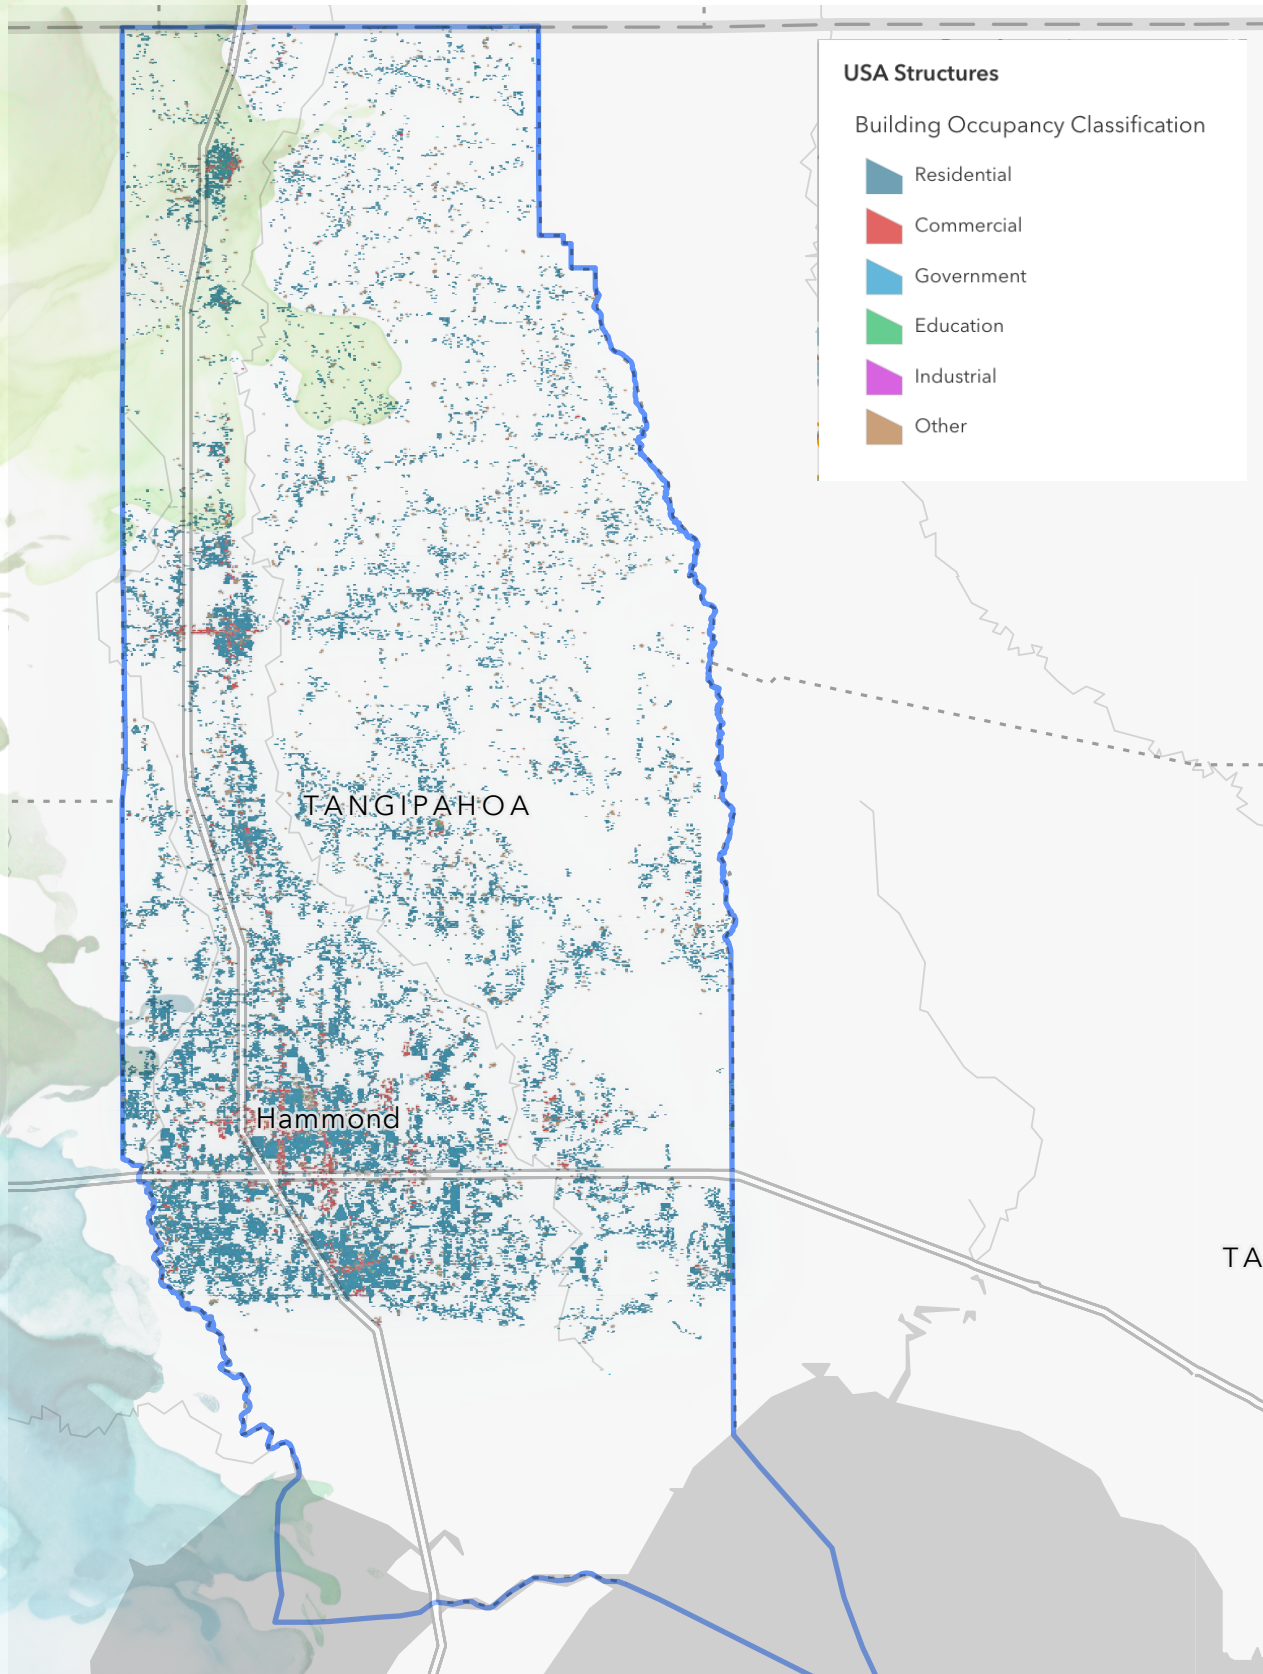 USA Structures
Building Occupancy Classification
Residential
Commercial
Government
Education
Industrial
Other
TANGIPAHOA
Hammond
TA